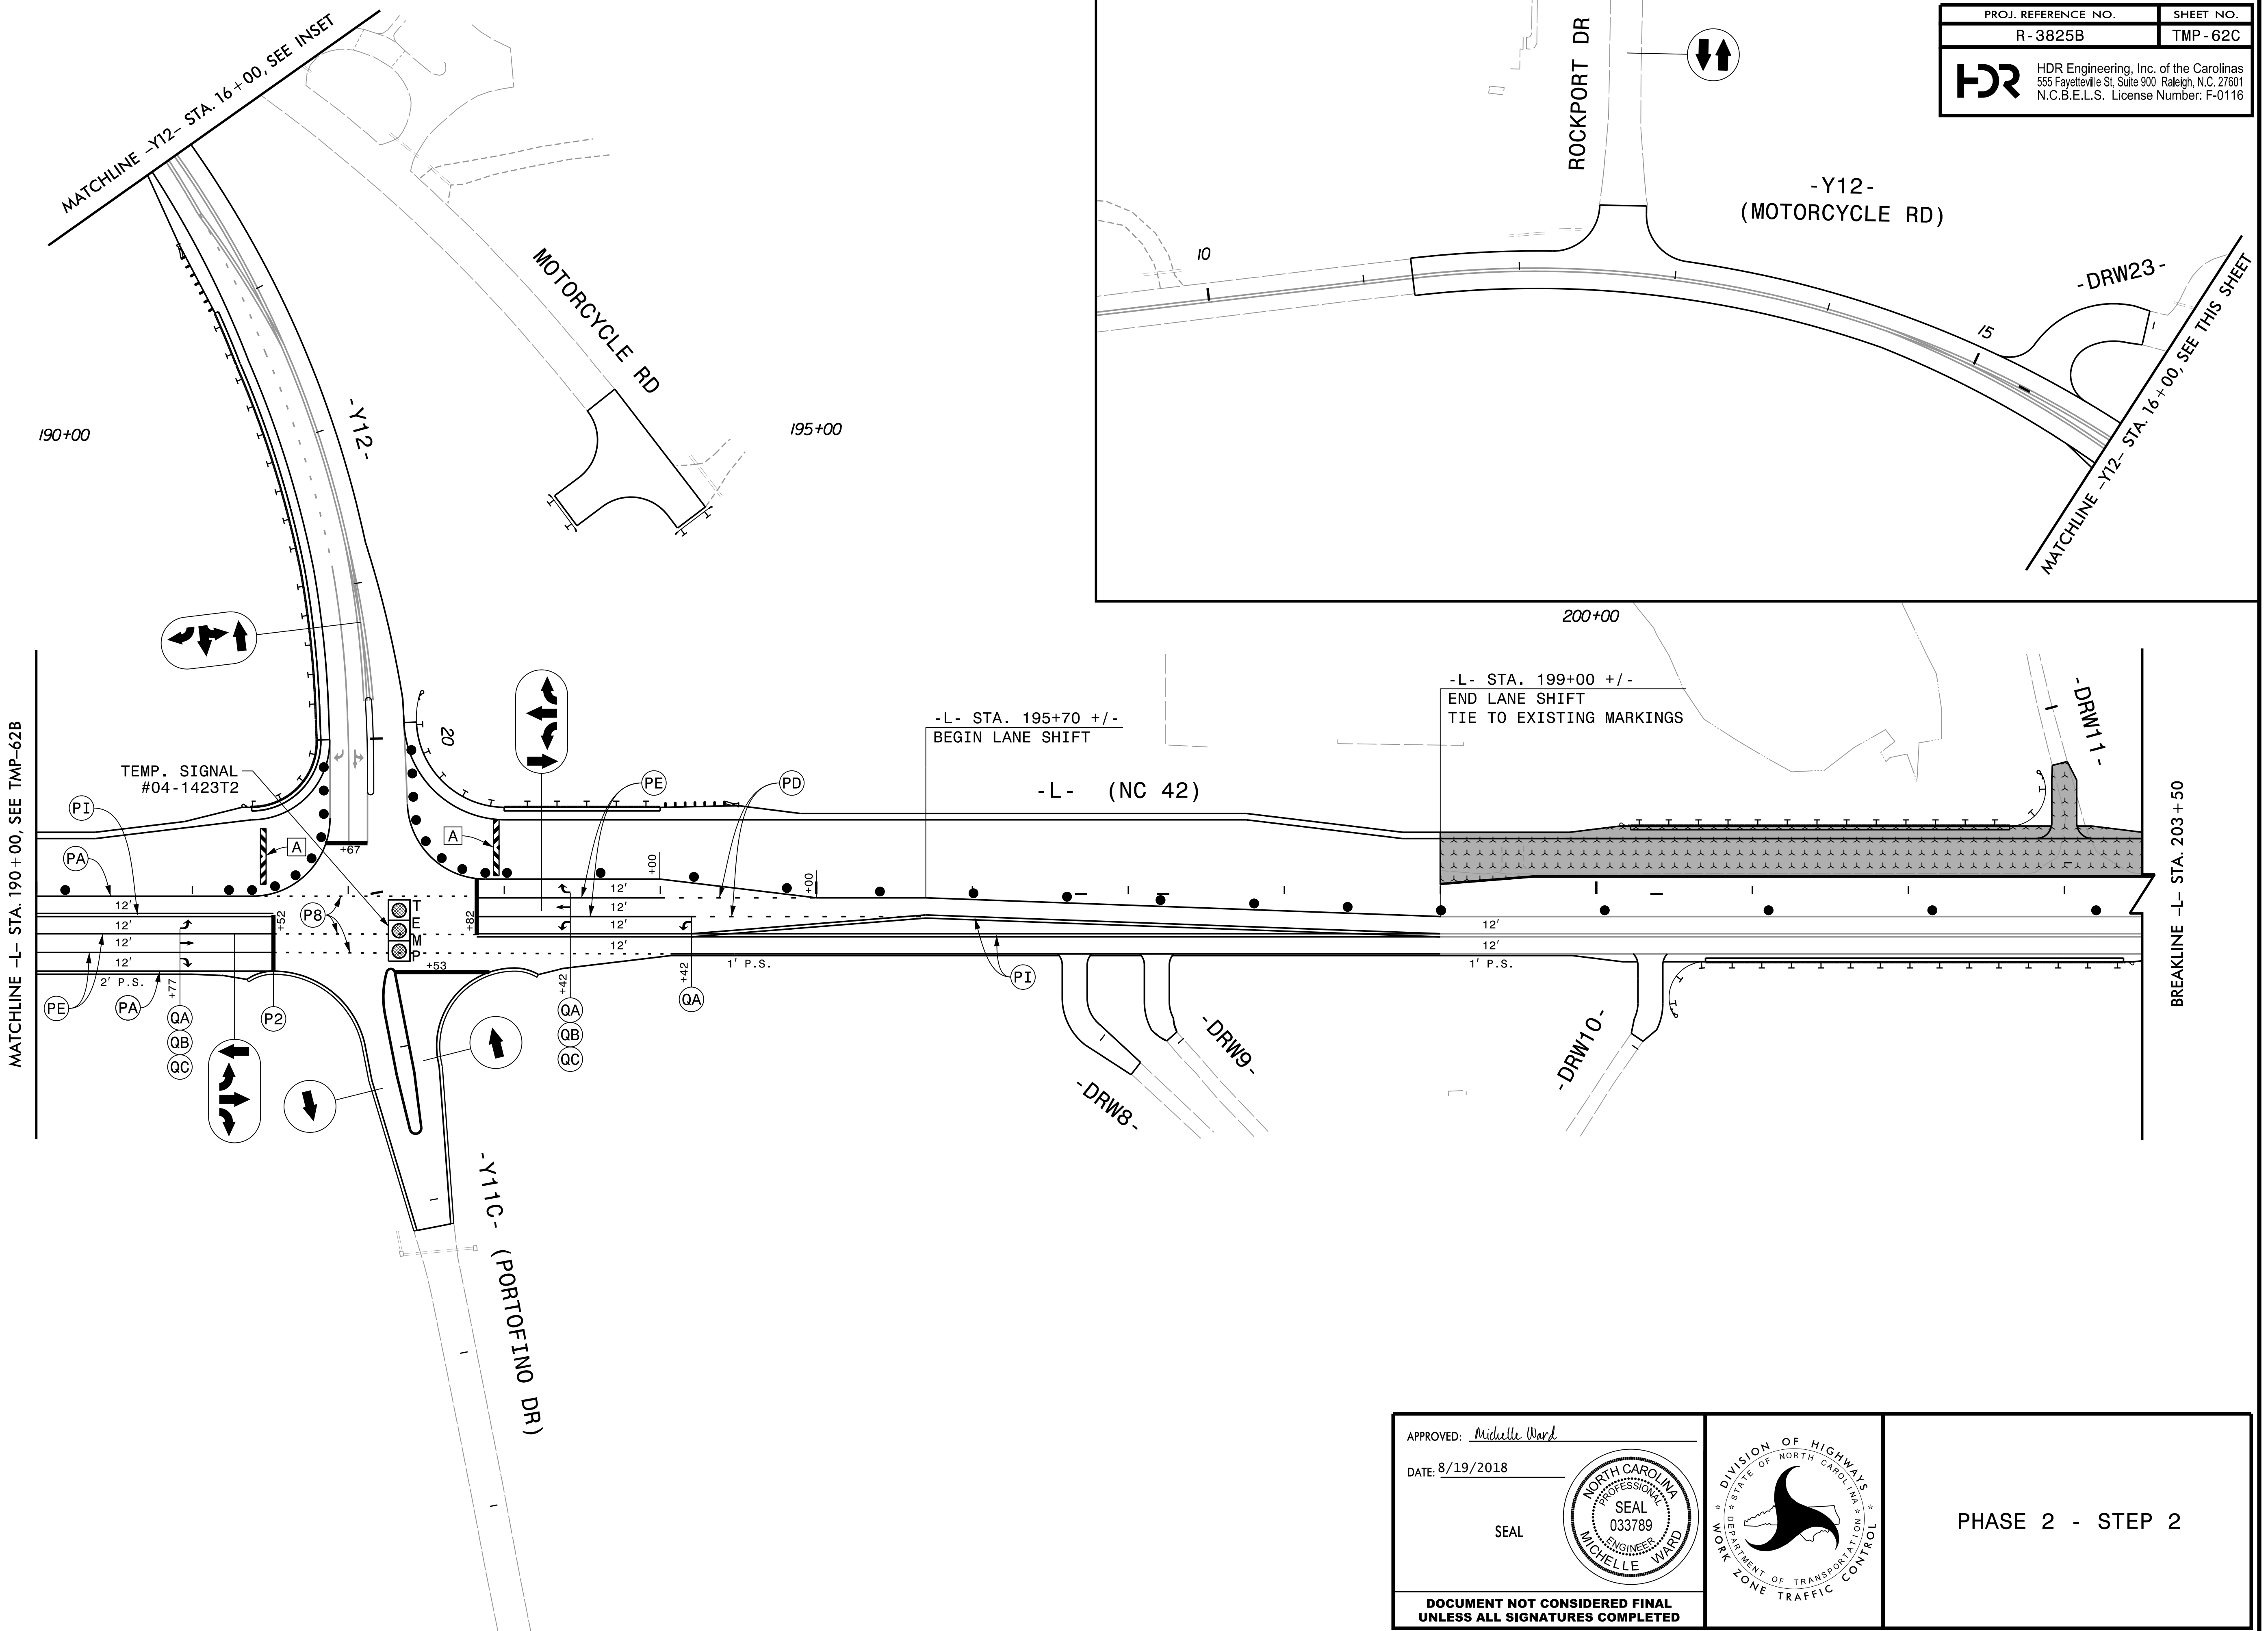 PROJ. REFERENCE NO.
SHEET NO.
R-3825B
TMP-62C
HDR
HDR Engineering, Inc. of the Carolinas
555 Fayetteville St, Suite 900 Raleigh, N.C. 27601
N.C.B.E.L.S. License Number: F-0116
MATCHLINE -Y12- STA. 16+00, SEE INSET
MOTORCYCLE RD
-Y12-
190+00
195+00
ROCKPORT DR
-Y12-
(MOTORCYCLE RD)
10
15
-DRW23-
MATCHLINE -Y12- STA. 16+00, SEE THIS SHEET
200+00
MATCHLINE -L- STA. 190+00, SEE TMP-62B
TEMP. SIGNAL
#04-1423T2
20
-L- STA. 195+70 +/-
BEGIN LANE SHIFT
-L- STA. 199+00 +/-
END LANE SHIFT
TIE TO EXISTING MARKINGS
-L- (NC 42)
-DRW11-
BREAKLINE -L- STA. 203+50
PI
PA
A
+67
A
PE
PD
+00
+00
12'
12'
12'
2' P.S.
PE
PA
+77
QA
QB
QC
+52
P2
P8
TEMP
+53
+82
12'
12'
12'
12'
+42
QA
QB
QC
+42
QA
1' P.S.
PI
12'
12'
1' P.S.
-DRW8-
-DRW9-
-DRW10-
-Y11C- (PORTOFINO DR)
APPROVED: Michelle Ward
DATE: 8/19/2018
SEAL
NORTH CAROLINA
PROFESSIONAL
SEAL
033789
ENGINEER
MICHELLE WARD
DOCUMENT NOT CONSIDERED FINAL
UNLESS ALL SIGNATURES COMPLETED
DIVISION OF HIGHWAYS
STATE OF NORTH CAROLINA
DEPARTMENT OF TRANSPORTATION
WORK ZONE TRAFFIC CONTROL
PHASE 2 - STEP 2